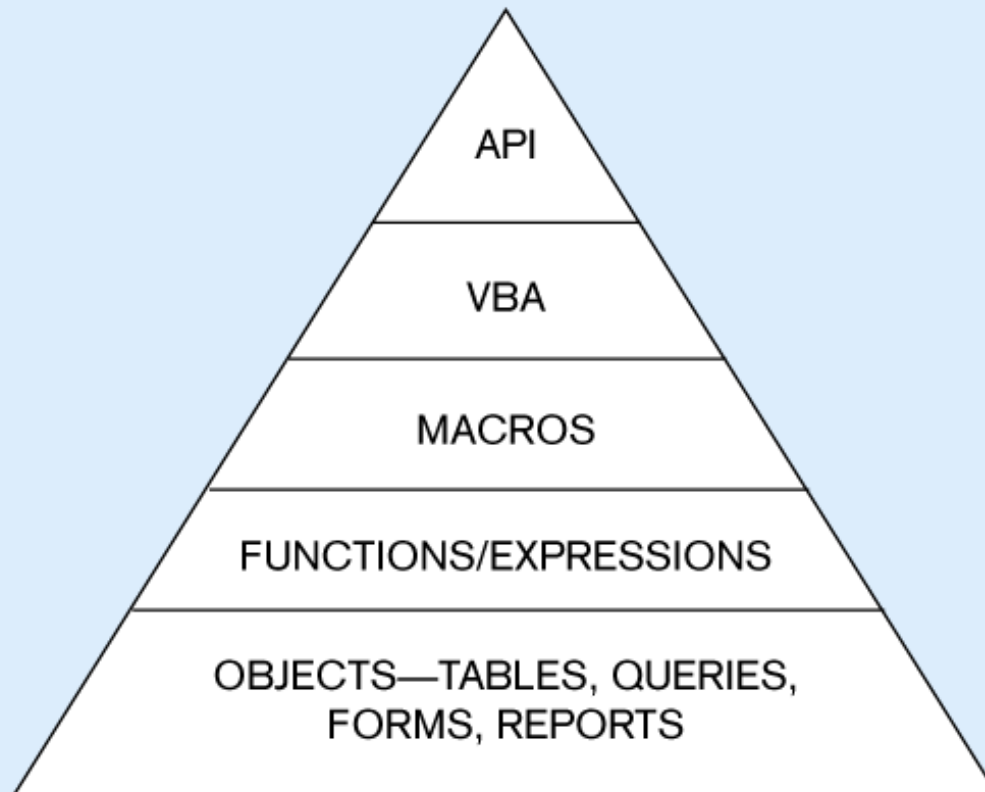 API
VBA
MACROS
FUNCTIONS/EXPRESSIONS
OBJECTS—TABLES, QUERIES,
FORMS, REPORTS